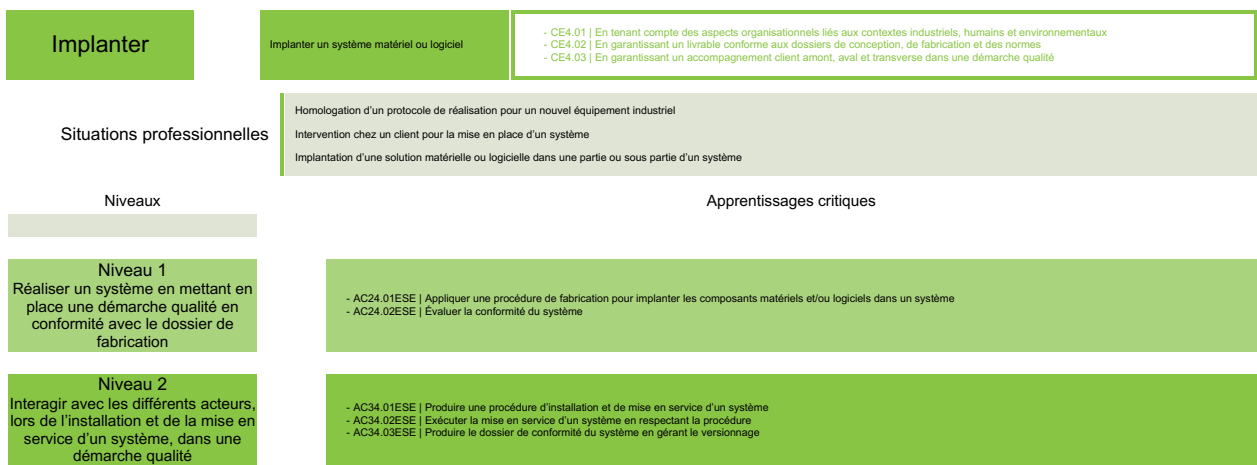 Implanter
Implanter un système matériel ou logiciel
- CE4.01 | En tenant compte des aspects organisationnels liés aux contextes industriels, humains et environnementaux
- CE4.02 | En garantissant un livrable conforme aux dossiers de conception, de fabrication et des normes
- CE4.03 | En garantissant un accompagnement client amont, aval et transverse dans une démarche qualité
Situations professionnelles
Homologation d’un protocole de réalisation pour un nouvel équipement industriel
Intervention chez un client pour la mise en place d’un système
Implantation d’une solution matérielle ou logicielle dans une partie ou sous partie d’un système
Niveaux
Apprentissages critiques
Niveau 1
Réaliser un système en mettant en
place une démarche qualité en
conformité avec le dossier de
fabrication
- AC24.01ESE | Appliquer une procédure de fabrication pour implanter les composants matériels et/ou logiciels dans un système
- AC24.02ESE | Évaluer la conformité du système
Niveau 2
Interagir avec les différents acteurs,
lors de l’installation et de la mise en
service d’un système, dans une
démarche qualité
- AC34.01ESE | Produire une procédure d’installation et de mise en service d’un système
- AC34.02ESE | Exécuter la mise en service d’un système en respectant la procédure
- AC34.03ESE | Produire le dossier de conformité du système en gérant le versionnage